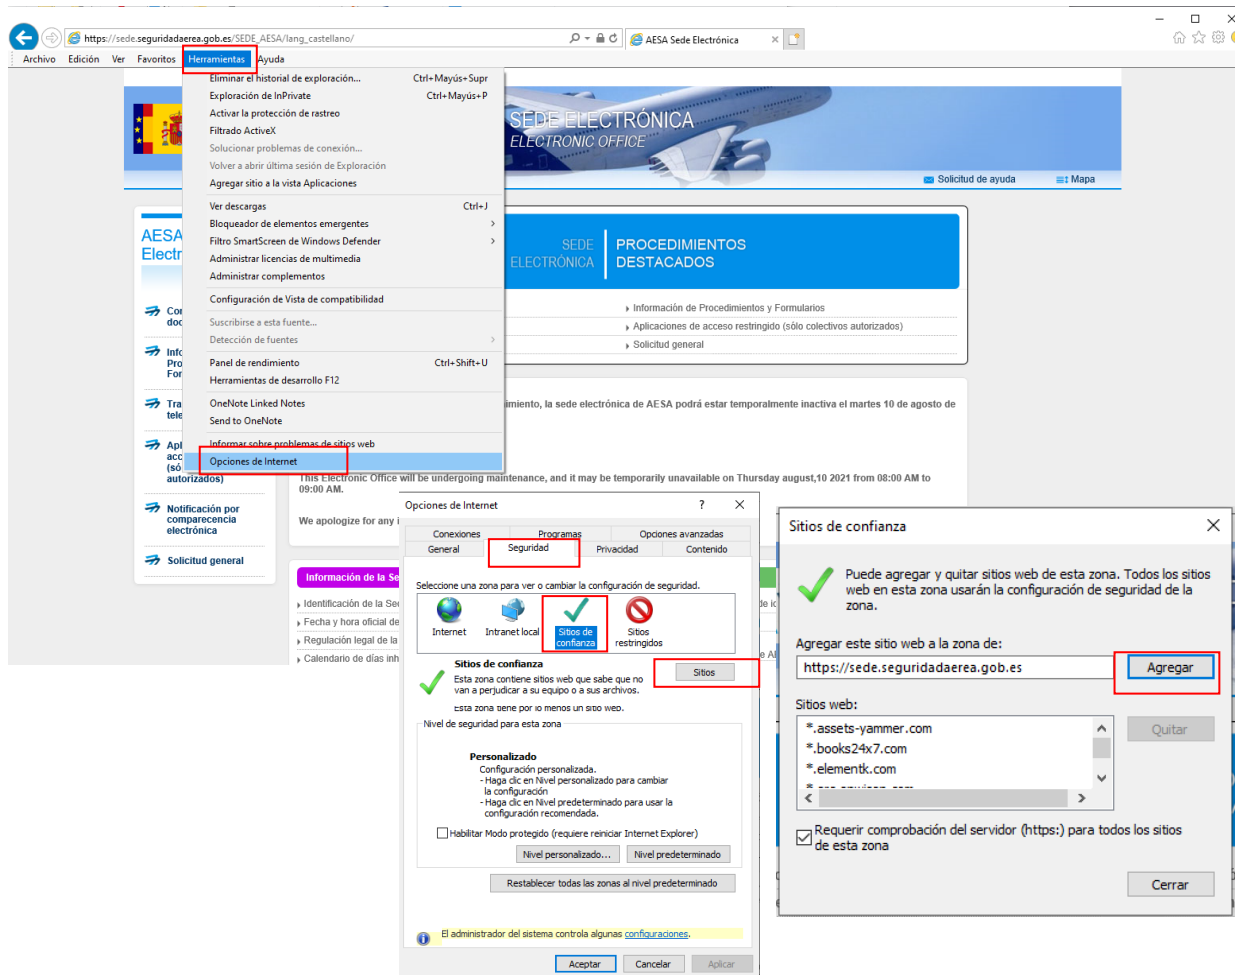 https://sede.seguridadaerea.gob.es/SEDE_AESA/lang_castellano/
AESA Sede Electrónica
Archivo Edición Ver Favoritos Herramientas Ayuda
Eliminar el historial de exploración... Ctrl+Mayús+Supr
Exploración de InPrivate Ctrl+Mayús+P
Activar la protección de rastreo
Filtrado ActiveX
Solucionar problemas de conexión...
Volver a abrir última sesión de Exploración
Agregar sitio a la vista Aplicaciones
Ver descargas Ctrl+J
Bloqueador de elementos emergentes
Filtro SmartScreen de Windows Defender
Administrar licencias de multimedia
Administrar complementos
Configuración de Vista de compatibilidad
Suscribirse a esta fuente...
Detección de fuentes
Panel de rendimiento Ctrl+Shift+U
Herramientas de desarrollo F12
OneNote Linked Notes
Send to OneNote
Informar sobre problemas de sitios web
Opciones de Internet
SEDE ELECTRÓNICA
ELECTRONIC OFFICE
Solicitud de ayuda
Mapa
AESA
Electr
SEDE
ELECTRÓNICA
PROCEDIMIENTOS
DESTACADOS
Información de Procedimientos y Formularios
Aplicaciones de acceso restringido (sólo colectivos autorizados)
Solicitud general
Con
doc
Info
Pro
For
Tra
tele
Apl
acc
(só
autorizados)
Notificación por
comparecencia
electrónica
Solicitud general
imiento, la sede electrónica de AESA podrá estar temporalmente inactiva el martes 10 de agosto de
This Electronic Office will be undergoing maintenance, and it may be temporarily unavailable on Thursday august,10 2021 from 08:00 AM to
09:00 AM.
We apologize for any i
Información de la Se
Identificación de la Sed
Fecha y hora oficial de
Regulación legal de la
Calendario de días inh
Opciones de Internet
Conexiones Programas Opciones avanzadas
General Seguridad Privacidad Contenido
Seleccione una zona para ver o cambiar la configuración de seguridad.
Internet
Intranet local
Sitios de
confianza
Sitios
restringidos
Sitios de confianza
Esta zona contiene sitios web que sabe que no
van a perjudicar a su equipo o a sus archivos.
Esta zona tiene por lo menos un sitio web.
Sitios
Nivel de seguridad para esta zona
Personalizado
Configuración personalizada.
- Haga clic en Nivel personalizado para cambiar
la configuración
- Haga clic en Nivel predeterminado para usar la
configuración recomendada.
Habilitar Modo protegido (requiere reiniciar Internet Explorer)
Nivel personalizado... Nivel predeterminado
Restablecer todas las zonas al nivel predeterminado
El administrador del sistema controla algunas configuraciones.
Aceptar Cancelar Aplicar
Sitios de confianza
Puede agregar y quitar sitios web de esta zona. Todos los sitios
web en esta zona usarán la configuración de seguridad de la
zona.
Agregar este sitio web a la zona de:
https://sede.seguridadaerea.gob.es
Agregar
Sitios web:
*.assets-yammer.com
*.books24x7.com
*.elementk.com
Quitar
Requerir comprobación del servidor (https:) para todos los sitios
de esta zona
Cerrar